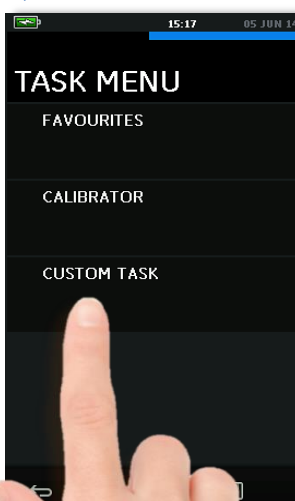 15:17 05 JUN 14
TASK MENU
FAVOURITES
CALIBRATOR
CUSTOM TASK